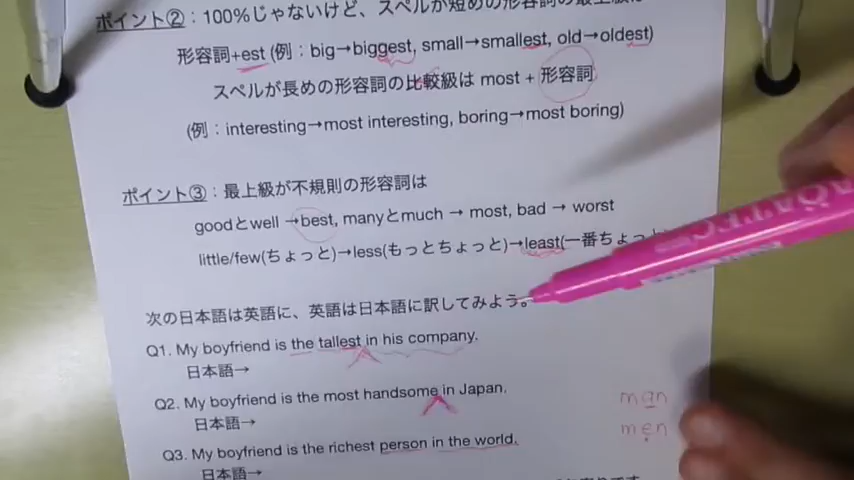 ポイント②：100%じゃないけど、スペルが短めの形容詞の最上級は
形容詞+est (例：big→biggest, small→smallest, old→oldest)
スペルが長めの形容詞の比較級は most + 形容詞
(例：interesting→most interesting, boring→most boring)
ポイント③：最上級が不規則の形容詞は
goodとwell →best, manyとmuch → most, bad → worst
little/few(ちょっと)→less(もっとちょっと)→least(一番ちょっと
次の日本語は英語に、英語は日本語に訳してみよう。
Q1. My boyfriend is the tallest in his company.
日本語→
Q2. My boyfriend is the most handsome in Japan.
日本語→
man
men
Q3. My boyfriend is the richest person in the world.
日本語→